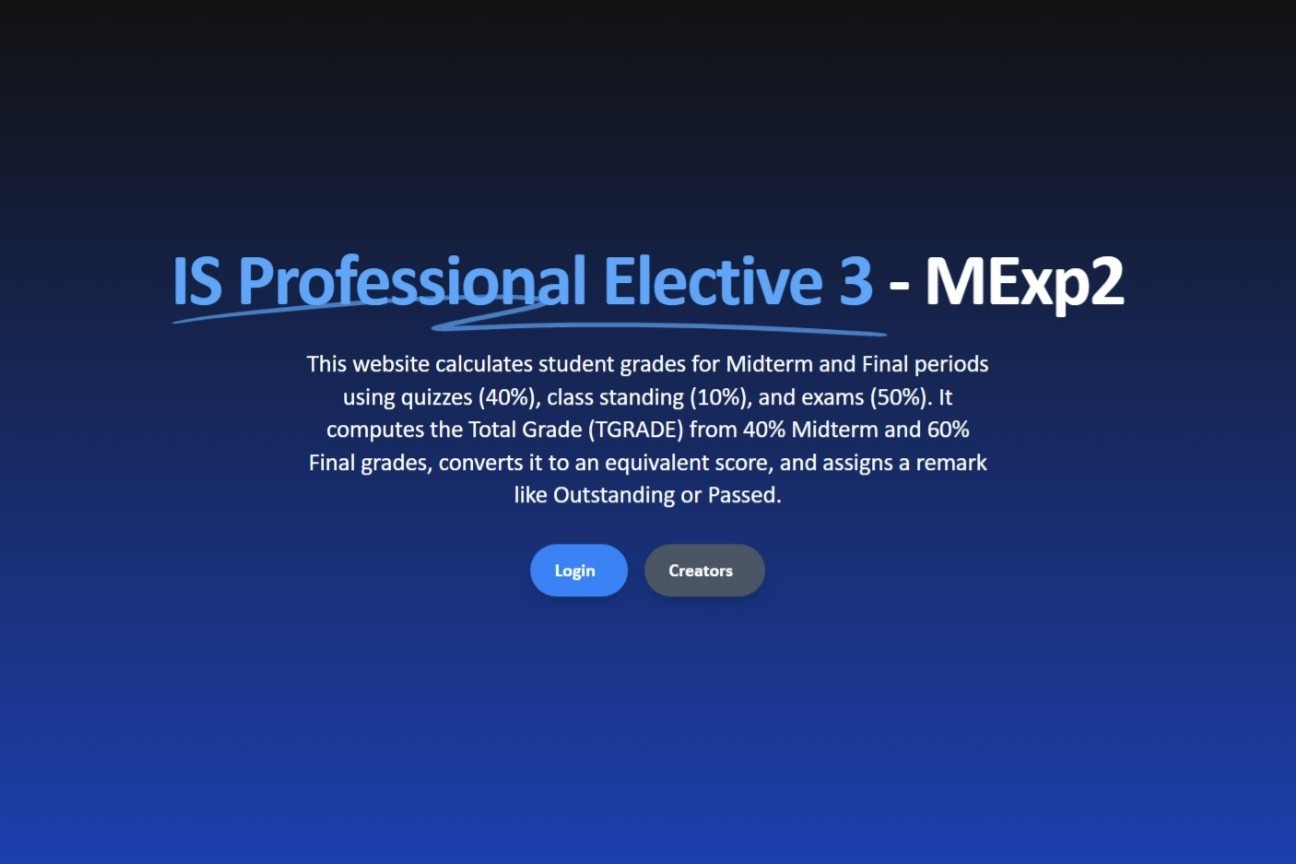 IS Professional Elective 3 - MExp2
This website calculates student grades for Midterm and Final periods
using quizzes (40%), class standing (10%), and exams (50%). It
computes the Total Grade (TGRADE) from 40% Midterm and 60%
Final grades, converts it to an equivalent score, and assigns a remark
like Outstanding or Passed.
Login
Creators